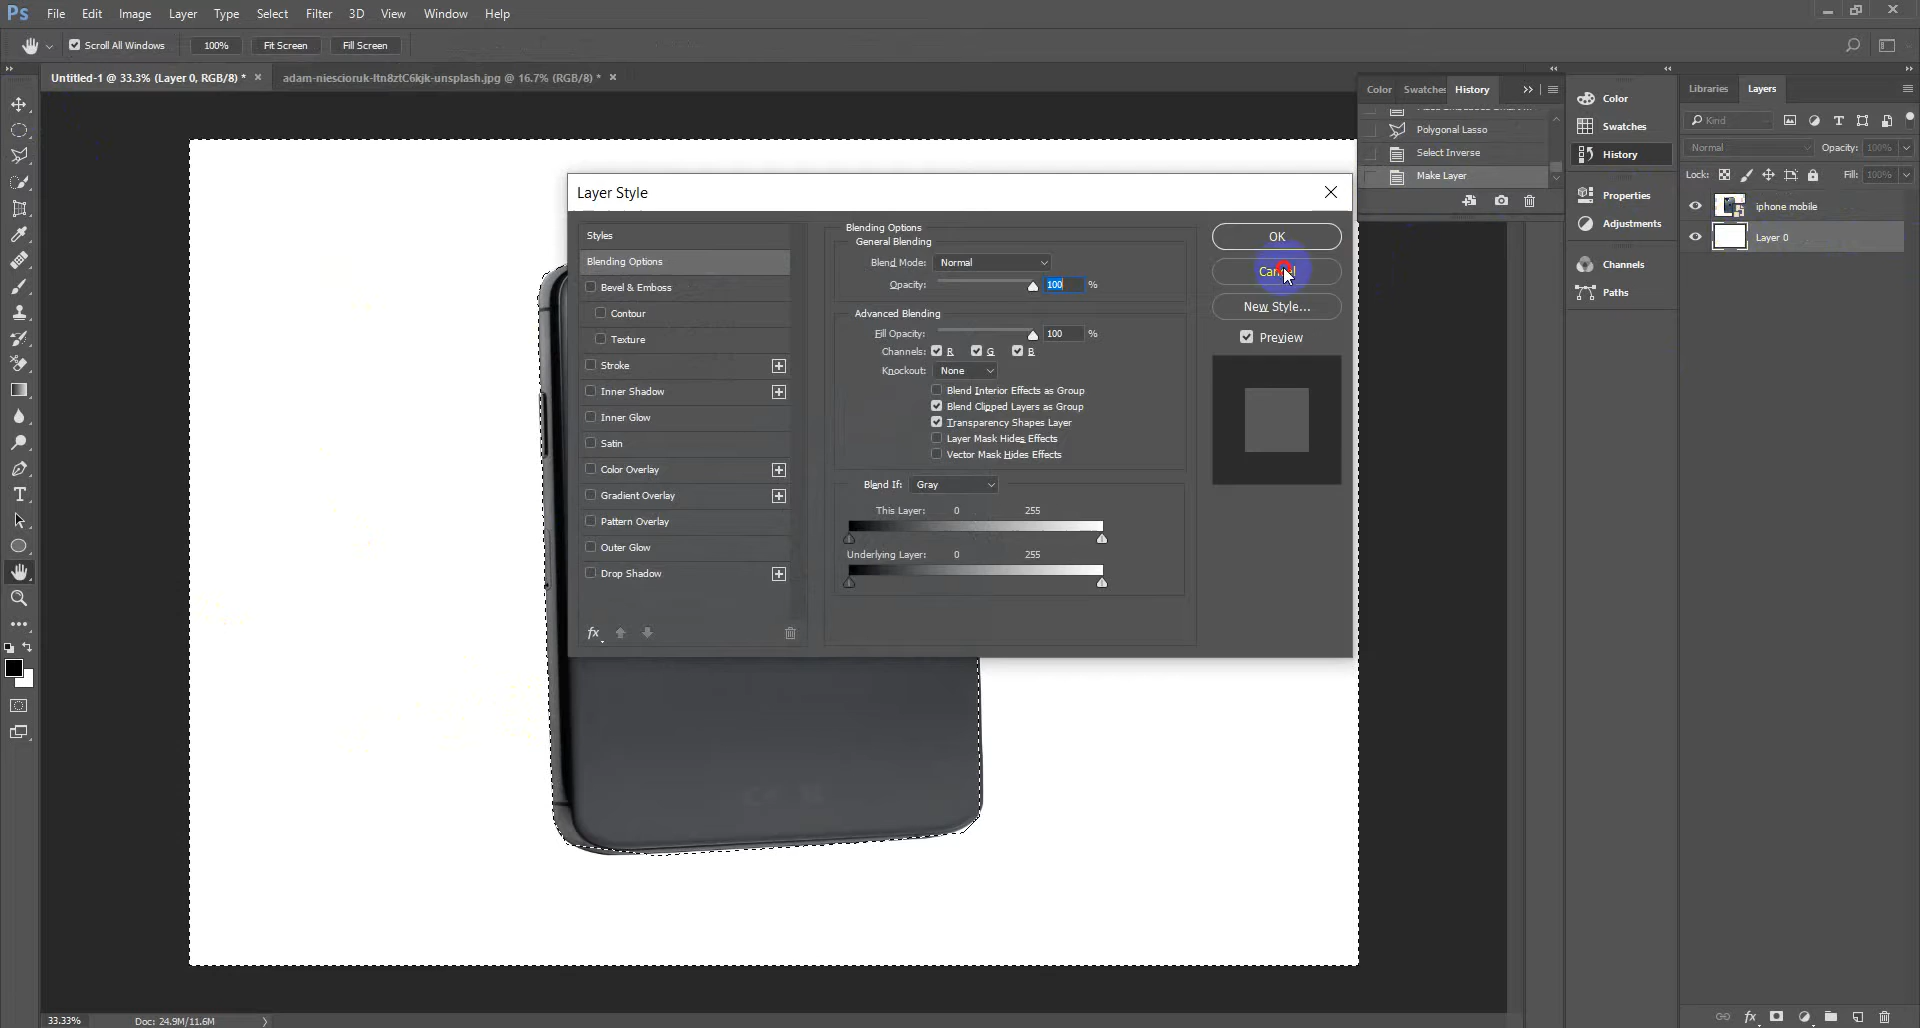 Ps File Edit Image Layer Type Select Filter 3D View Window Help
Scroll All Windows 100% Fit Screen Fill Screen
Untitled-1 @ 33.3% (Layer 0, RGB/8) * × adam-niescioruk-ltn8ztC6kjk-unsplash.jpg @ 16.7% (RGB/8) * ×
Color Swatches History
Polygonal Lasso
Select Inverse
Make Layer
Color
Swatches
History
Properties
Adjustments
Channels
Paths
Libraries Layers
Kind
Normal Opacity: 100%
Lock: Fill: 100%
iphone mobile
Layer 0
Layer Style
Styles
Blending Options
Bevel & Emboss
Contour
Texture
Stroke
Inner Shadow
Inner Glow
Satin
Color Overlay
Gradient Overlay
Pattern Overlay
Outer Glow
Drop Shadow
fx
Blending Options
General Blending
Blend Mode: Normal
Opacity: 100 %
Advanced Blending
Fill Opacity: 100 %
Channels: R G B
Knockout: None
Blend Interior Effects as Group
Blend Clipped Layers as Group
Transparency Shapes Layer
Layer Mask Hides Effects
Vector Mask Hides Effects
Blend If: Gray
This Layer: 0 255
Underlying Layer: 0 255
OK
Cancel
New Style...
Preview
33.33% Doc: 24.9M/11.6M
fx